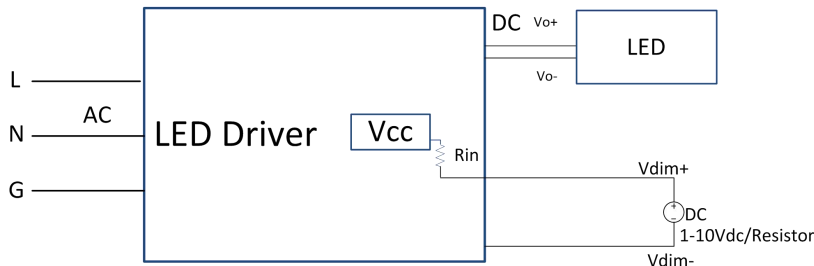 DC Vo+
LED
Vo-
L
AC
N
LED Driver
Vcc
Rin
G
Vdim+
DC
1-10Vdc/Resistor
Vdim-